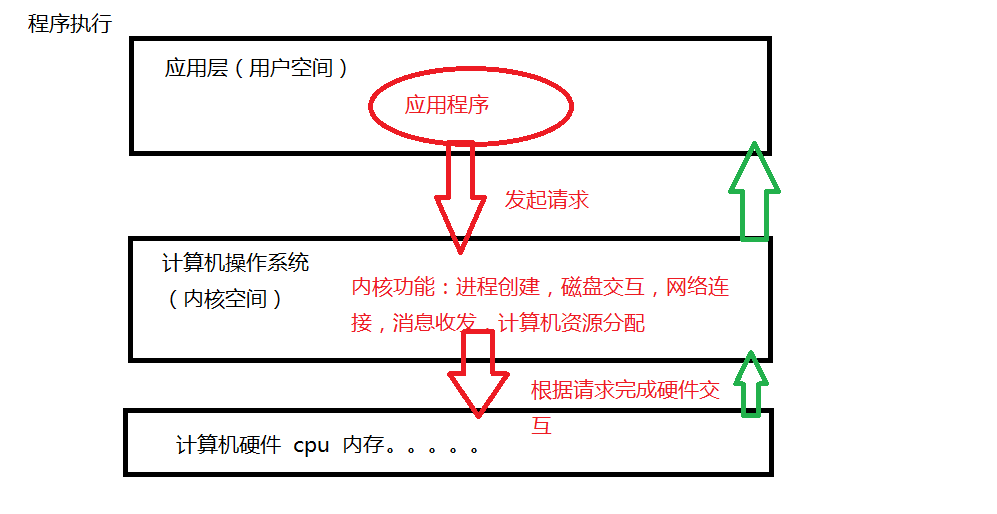 程序执行
应用层（用户空间）
应用程序
发起请求
计算机操作系统
（内核空间）
内核功能：进程创建，磁盘交互，网络连
接，消息收发，计算机资源分配
根据请求完成硬件交
互
计算机硬件 cpu 内存。。。。。